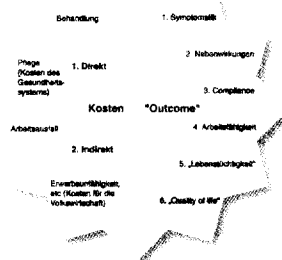 Behandlung
1. Symptomatik
2 Nebenwirkungen
Pflege
(Kosten des
Gesundheits-
systems)
1. Direkt
3. Compliance
Kosten "Outcome"
Arbeitsausfall
4 Arbeitsfähigkeit
2. Indirekt
5. „Lebenstüchtigkeit"
Erwerbsunfähigkeit,
etc (Kosten für die
Volkswirtschaft)
6. „Quality of life"